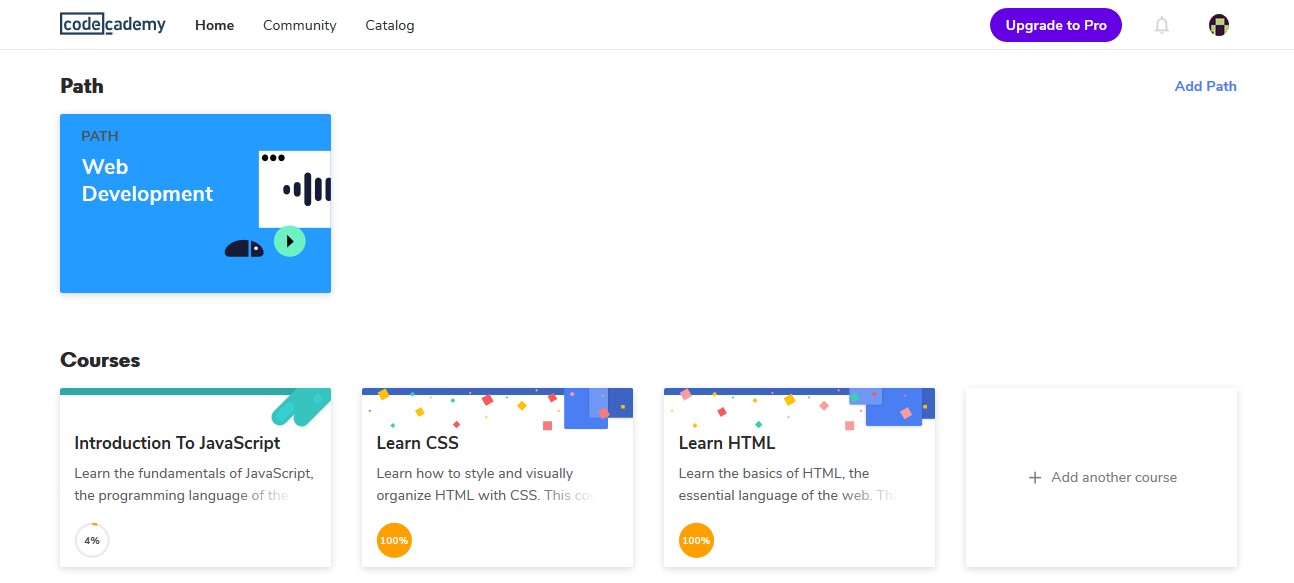 codecademy Home Community Catalog Upgrade to Pro
Path Add Path
PATH
Web
Development
Courses
Introduction To JavaScript
Learn the fundamentals of JavaScript,
the programming language of the
4%
Learn CSS
Learn how to style and visually
organize HTML with CSS. This cou
100%
Learn HTML
Learn the basics of HTML, the
essential language of the web. Thi
100%
+ Add another course